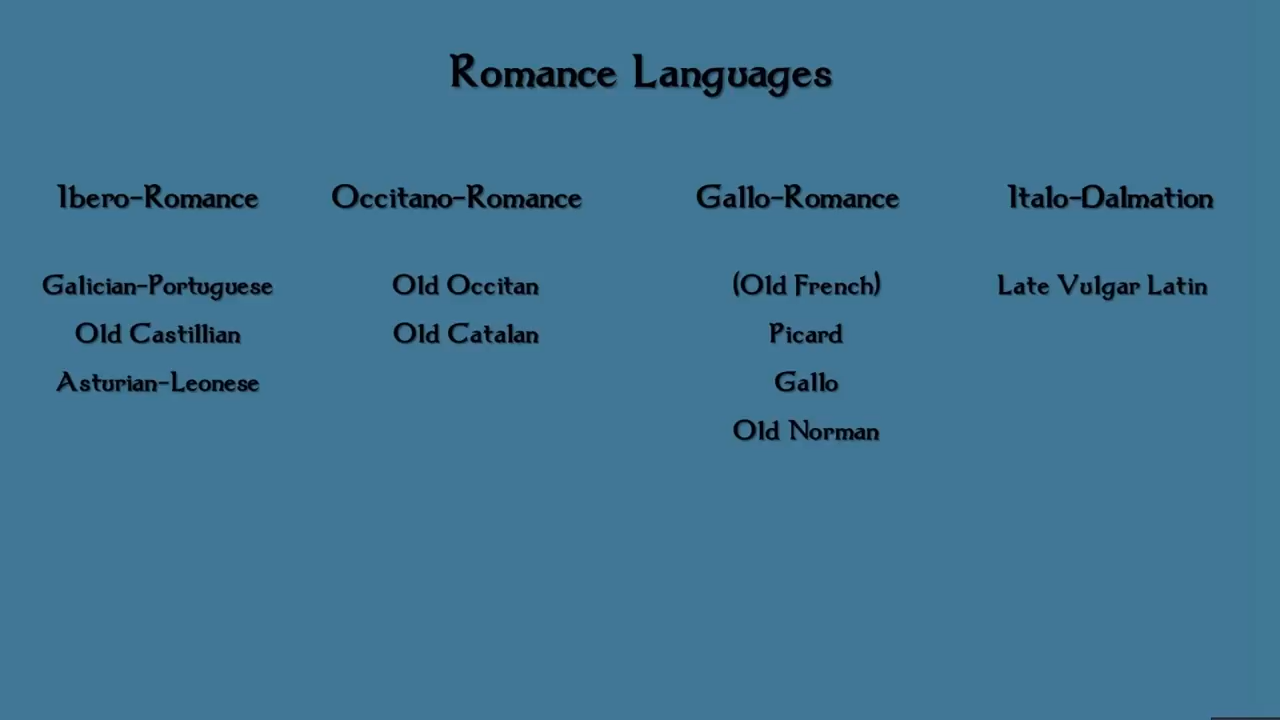 Romance Languages
Ibero-Romance
Galician-Portuguese
Old Castillian
Asturian-Leonese
Occitano-Romance
Old Occitan
Old Catalan
Gallo-Romance
(Old French)
Picard
Gallo
Old Norman
Italo-Dalmation
Late Vulgar Latin